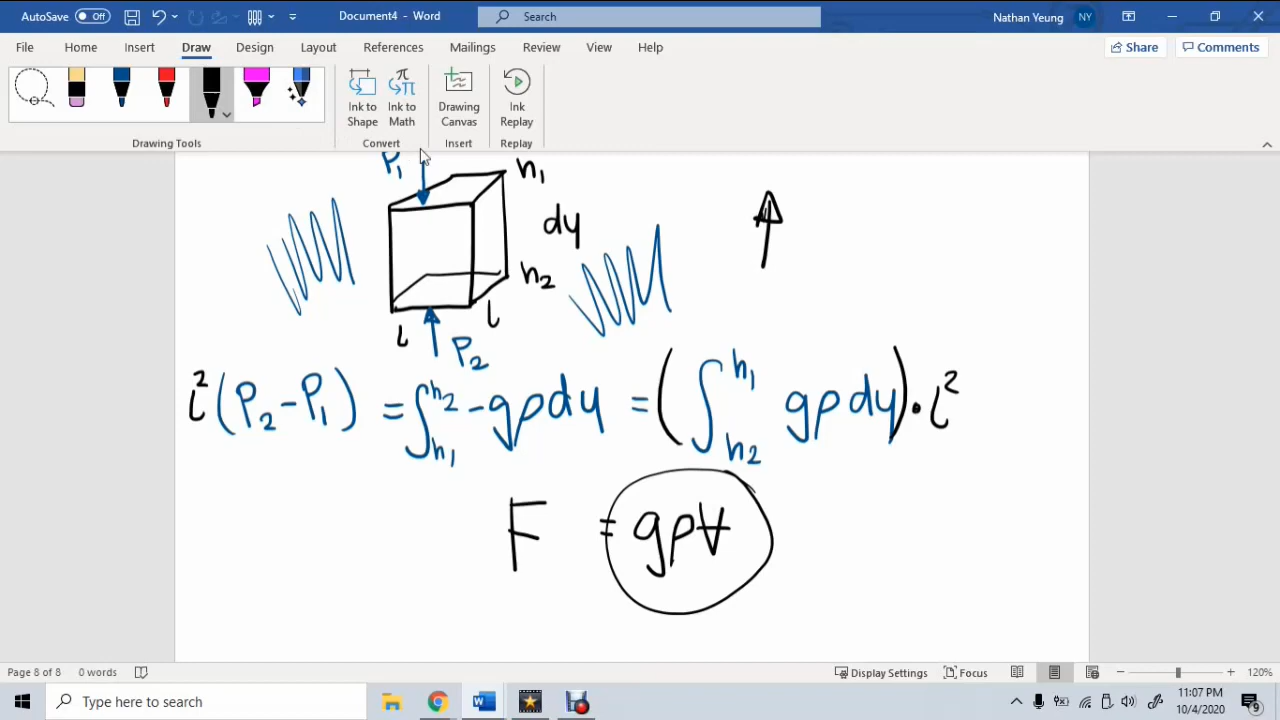 AutoSave Off Document4 - Word Search Nathan Yeung NY
File Home Insert Draw Design Layout References Mailings Review View Help Share Comments
Ink to Shape Ink to Math Drawing Canvas Ink Replay
Drawing Tools Convert Insert Replay
P₁ h₁
dy
h₂
l l
P₂
l²(P₂-P₁) = ∫h₁^h₂ -gρdy = (∫h₂^h₁ gρdy)·l²
F = gρV
Page 8 of 8 0 words Display Settings Focus 120%
Type here to search 11:07 PM
10/4/2020 9